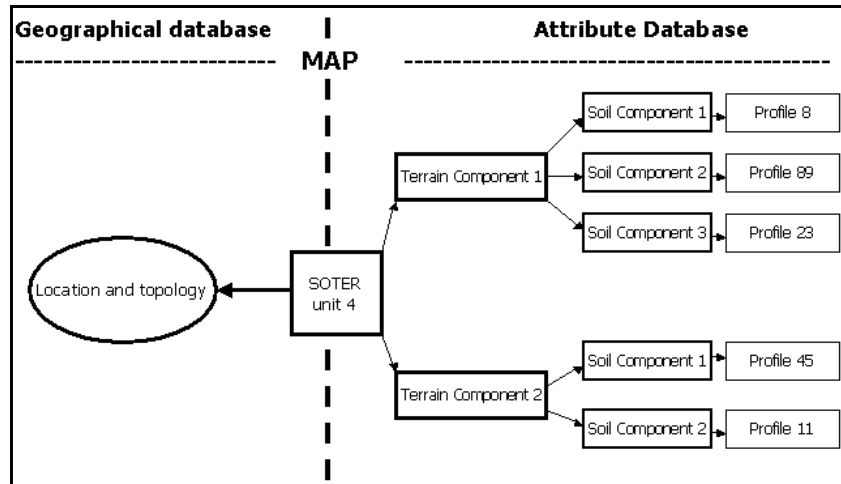 Geographical database
MAP
Attribute Database
Location and topology
SOTER
unit 4
Terrain Component 1
Soil Component 1
Profile 8
Soil Component 2
Profile 89
Soil Component 3
Profile 23
Terrain Component 2
Soil Component 1
Profile 45
Soil Component 2
Profile 11